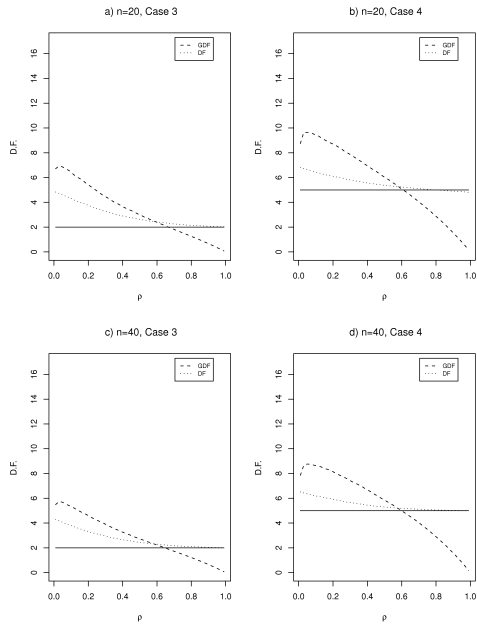 a) n=20, Case 3
GDF
DF
D.F.
0 2 4 6 8 10 12 14 16
0.0 0.2 0.4 0.6 0.8 1.0
ρ
b) n=20, Case 4
GDF
DF
D.F.
0 2 4 6 8 10 12 14 16
0.0 0.2 0.4 0.6 0.8 1.0
ρ
c) n=40, Case 3
GDF
DF
D.F.
0 2 4 6 8 10 12 14 16
0.0 0.2 0.4 0.6 0.8 1.0
ρ
d) n=40, Case 4
GDF
DF
D.F.
0 2 4 6 8 10 12 14 16
0.0 0.2 0.4 0.6 0.8 1.0
ρ